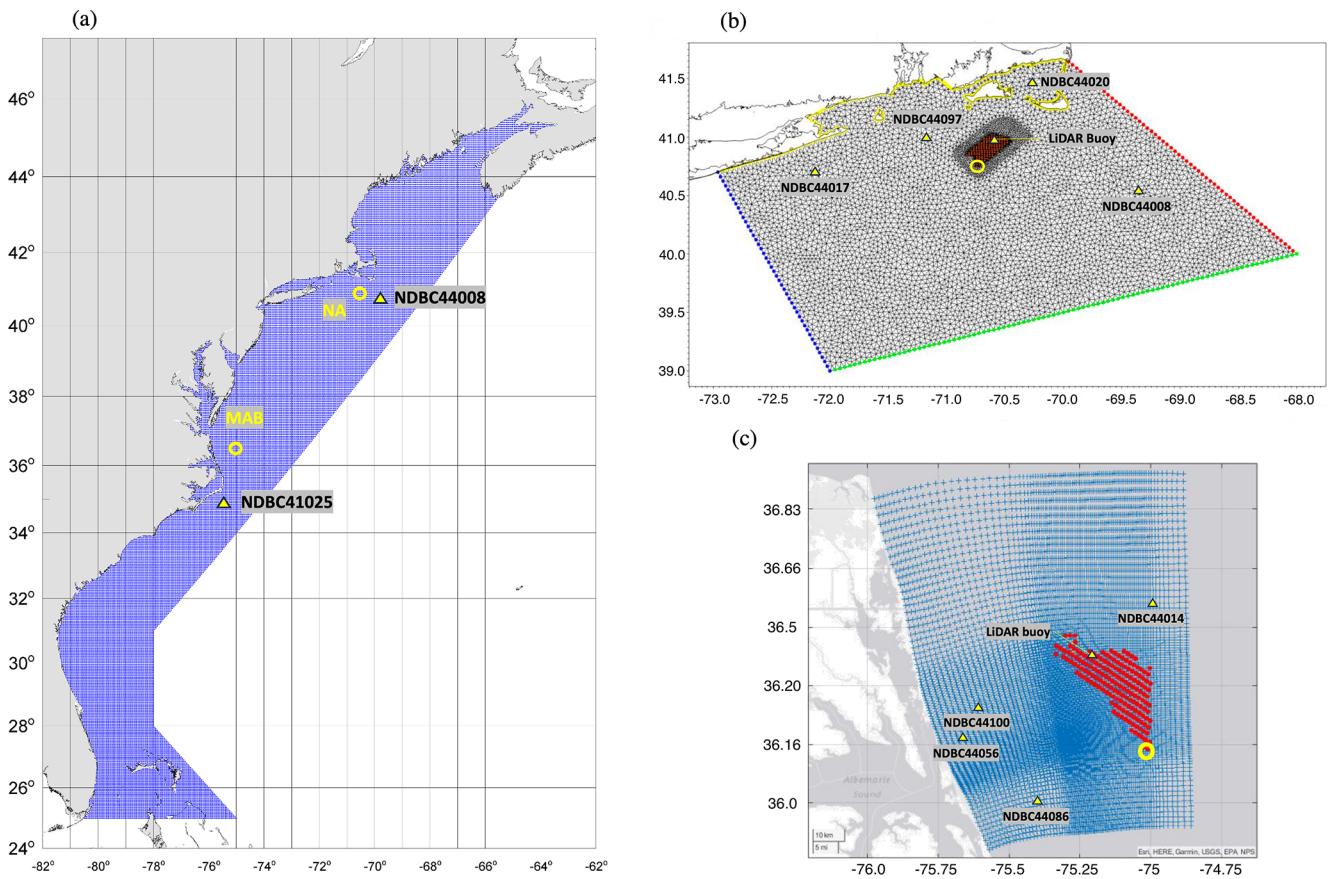 (a)
46°
44°
42°
40°
38°
36°
34°
32°
30°
28°
26°
24°
-82 -80 -78 -76 -74 -72 -70 -68 -66 -64 -62
NDBC44008
NA
MAB
NDBC41025
(b)
41.5
41.0
40.5
40.0
39.5
39.0
-73.0 -72.5 -72.0 -71.5 -71.0 -70.5 -70.0 -69.5 -69.0 -68.5 -68.0
NDBC44020
NDBC44097
LiDAR Buoy
NDBC44017
NDBC44008
(c)
36.83
36.66
36.5
36.20
36.16
36.0
-76.0 -75.75 -75.5 -75.25 -75 -74.75
NDBC44014
LiDAR buoy
NDBC44100
NDBC44056
NDBC44086
Albemarle
Sound
10 km
5 mi
Esri, HERE, Garmin, USGS, EPA, NPS